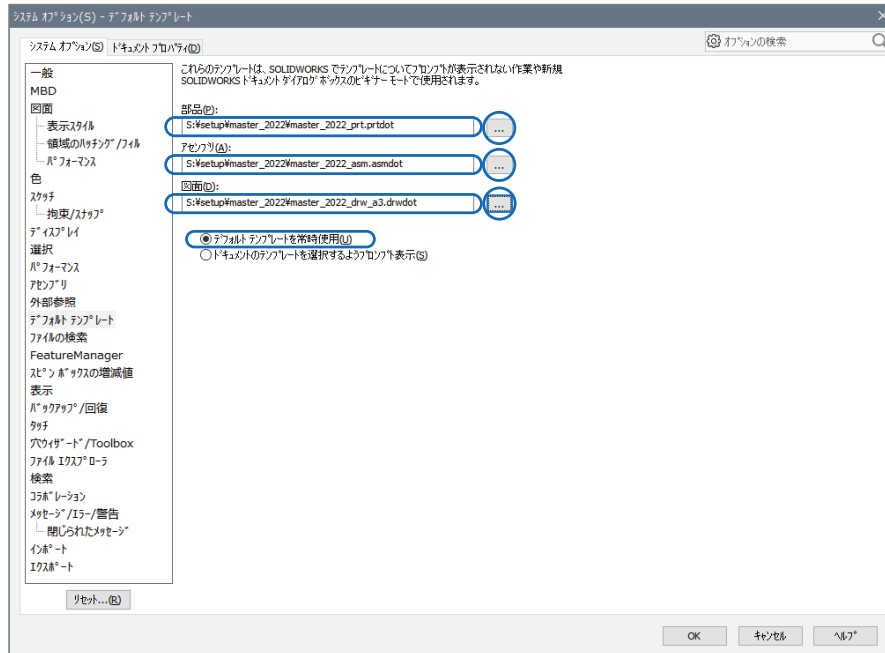 システム オプション(S) - デフォルト テンプレート
システム オプション(S) ドキュメント プロパティ(D)
オプションの検索
一般
MBD
図面
表示スタイル
領域のハッチング/フィル
パフォーマンス
色
スケッチ
拘束/スナップ
ディスプレイ
選択
パフォーマンス
アセンブリ
外部参照
デフォルト テンプレート
ファイルの検索
FeatureManager
スピン ボックスの増減値
表示
バックアップ/回復
タッチ
穴ウィザード/Toolbox
ファイル エクスプローラ
検索
コラボレーション
メッセージ/エラー/警告
閉じられたメッセージ
インポート
エクスポート
リセット...(R)
これらのテンプレートは、SOLIDWORKS でテンプレートについてプロンプトが表示されない作業や新規
SOLIDWORKS ドキュメント ダイアログ ボックスのビギナー モードで使用されます。
部品(P):
S:¥setup¥master_2022¥master_2022_prt.prtdot
...
アセンブリ(A):
S:¥setup¥master_2022¥master_2022_asm.asmdot
...
図面(D):
S:¥setup¥master_2022¥master_2022_drw_a3.drwdot
...
デフォルト テンプレートを常時使用(U)
ドキュメントのテンプレートを選択するようプロンプト表示(S)
OK キャンセル ヘルプ